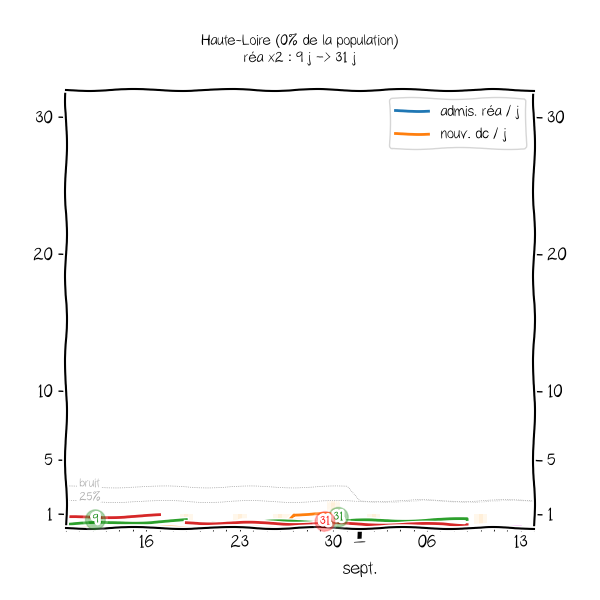 Haute-Loire (0% de la population)
réa x2 : 9 j -> 31 j
admis. réa / j
nouv. dc / j
30 30
20 20
10 10
5 5
bruit
25%
1 1
9 31 31
16 23 30 06 13
sept.